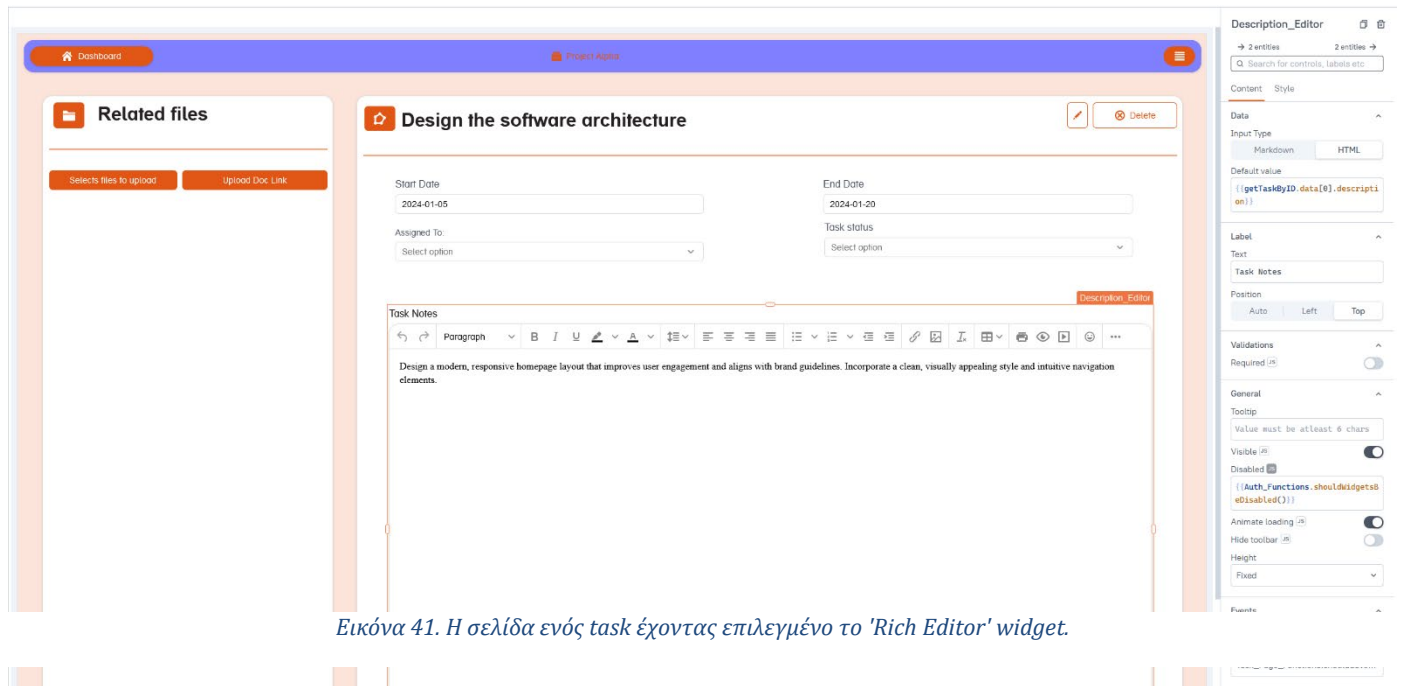 Dashboard
Project Alpha
Related files
Selects files to upload
Upload Doc Link
Design the software architecture
Delete
Start Date
2024-01-05
End Date
2024-01-20
Assigned To:
Select option
Task status
Select option
Description_Editor
Task Notes
Paragraph
B I U A
Design a modern, responsive homepage layout that improves user engagement and aligns with brand guidelines. Incorporate a clean, visually appealing style and intuitive navigation
elements.
Description_Editor
→ 2 entities 2 entities →
Search for controls, labels etc
Content Style
Data
Input Type
Markdown HTML
Default value
{{getTaskByID.data[0].descripti
on}}
Label
Text
Task Notes
Position
Auto Left Top
Validations
Required JS
General
Tooltip
Value must be atleast 6 chars
Visible JS
Disabled JS
{{Auth_Functions.shouldWidgetsB
eDisabled()}}
Animate loading JS
Hide toolbar JS
Height
Fixed
Events
Εικόνα 41. Η σελίδα ενός task έχοντας επιλεγμένο το 'Rich Editor' widget.